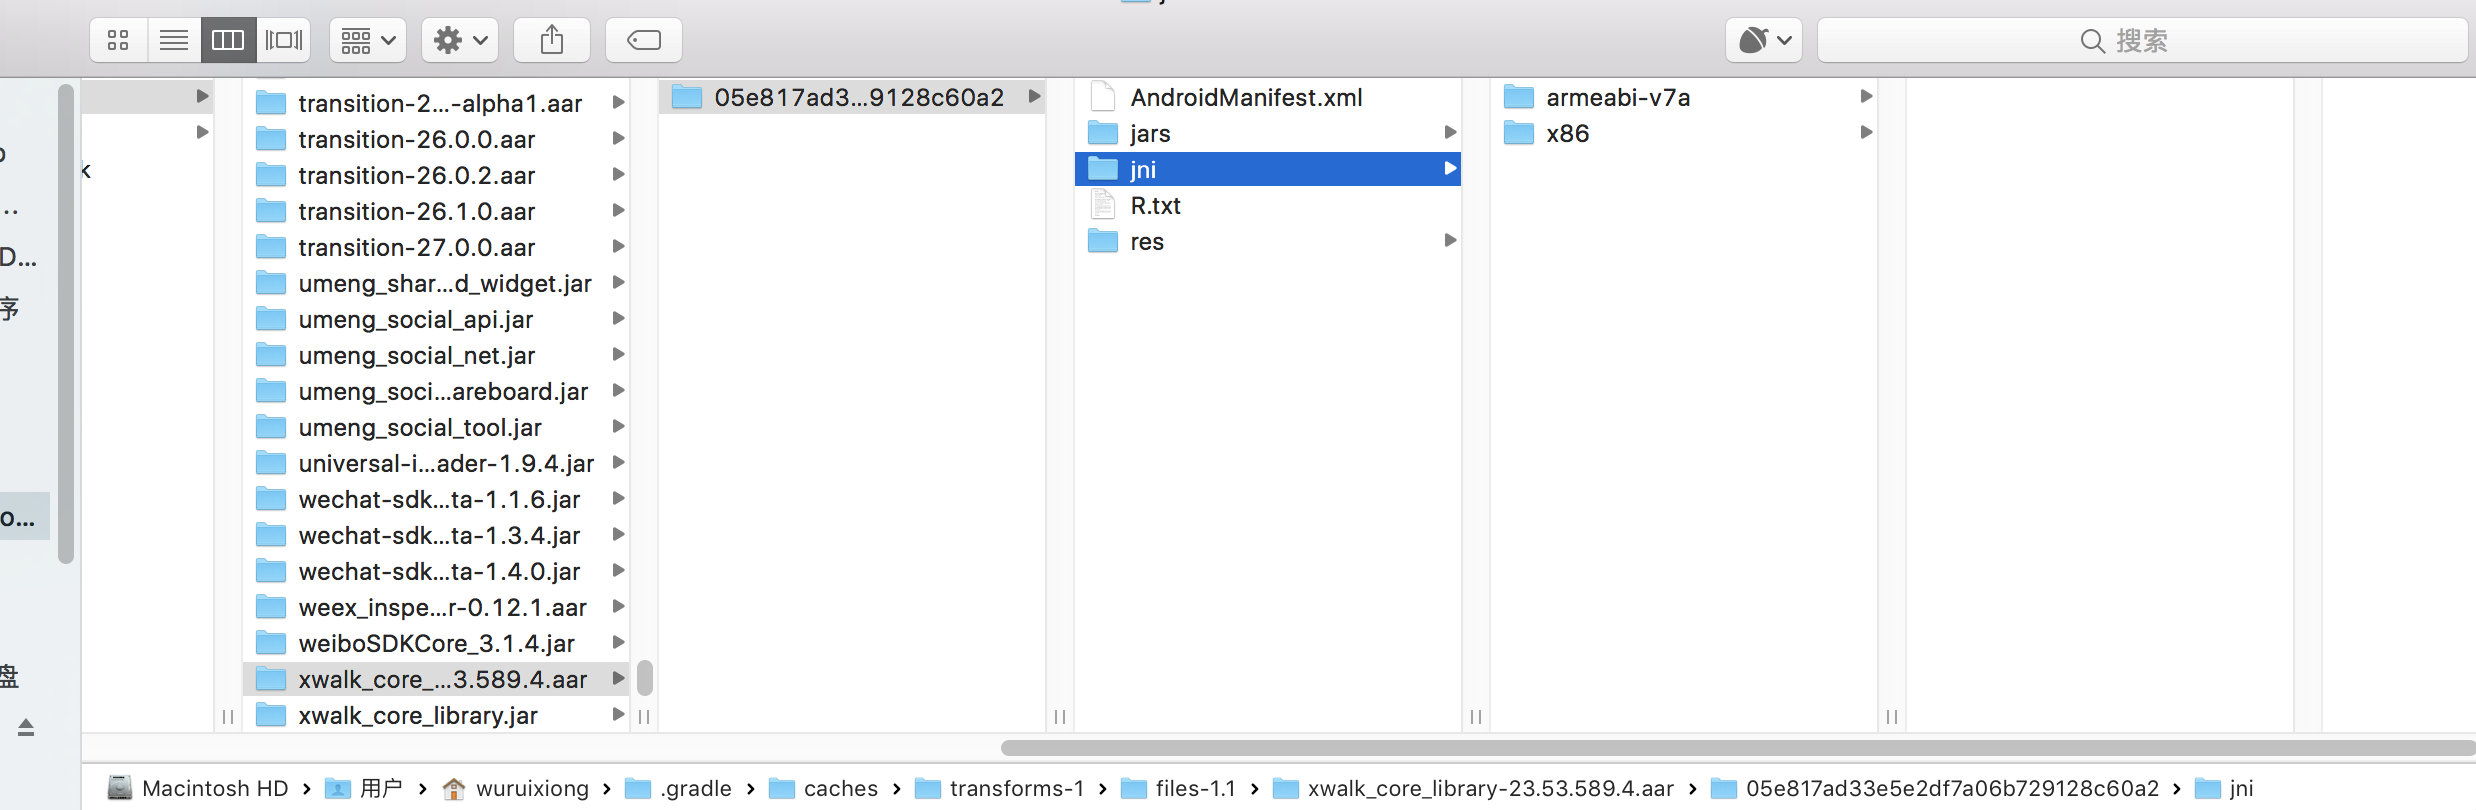 搜索
k
..
D...
序
o...
盘
transition-2...-alpha1.aar
transition-26.0.0.aar
transition-26.0.2.aar
transition-26.1.0.aar
transition-27.0.0.aar
umeng_shar...d_widget.jar
umeng_social_api.jar
umeng_social_net.jar
umeng_soci...areboard.jar
umeng_social_tool.jar
universal-i...ader-1.9.4.jar
wechat-sdk...ta-1.1.6.jar
wechat-sdk...ta-1.3.4.jar
wechat-sdk...ta-1.4.0.jar
weex_inspe...r-0.12.1.aar
weiboSDKCore_3.1.4.jar
xwalk_core_...3.589.4.aar
xwalk_core_library.jar
05e817ad3...9128c60a2
AndroidManifest.xml
jars
jni
R.txt
res
armeabi-v7a
x86
Macintosh HD › 用户 › wuruixiong › .gradle › caches › transforms-1 › files-1.1 › xwalk_core_library-23.53.589.4.aar › 05e817ad33e5e2df7a06b729128c60a2 › jni